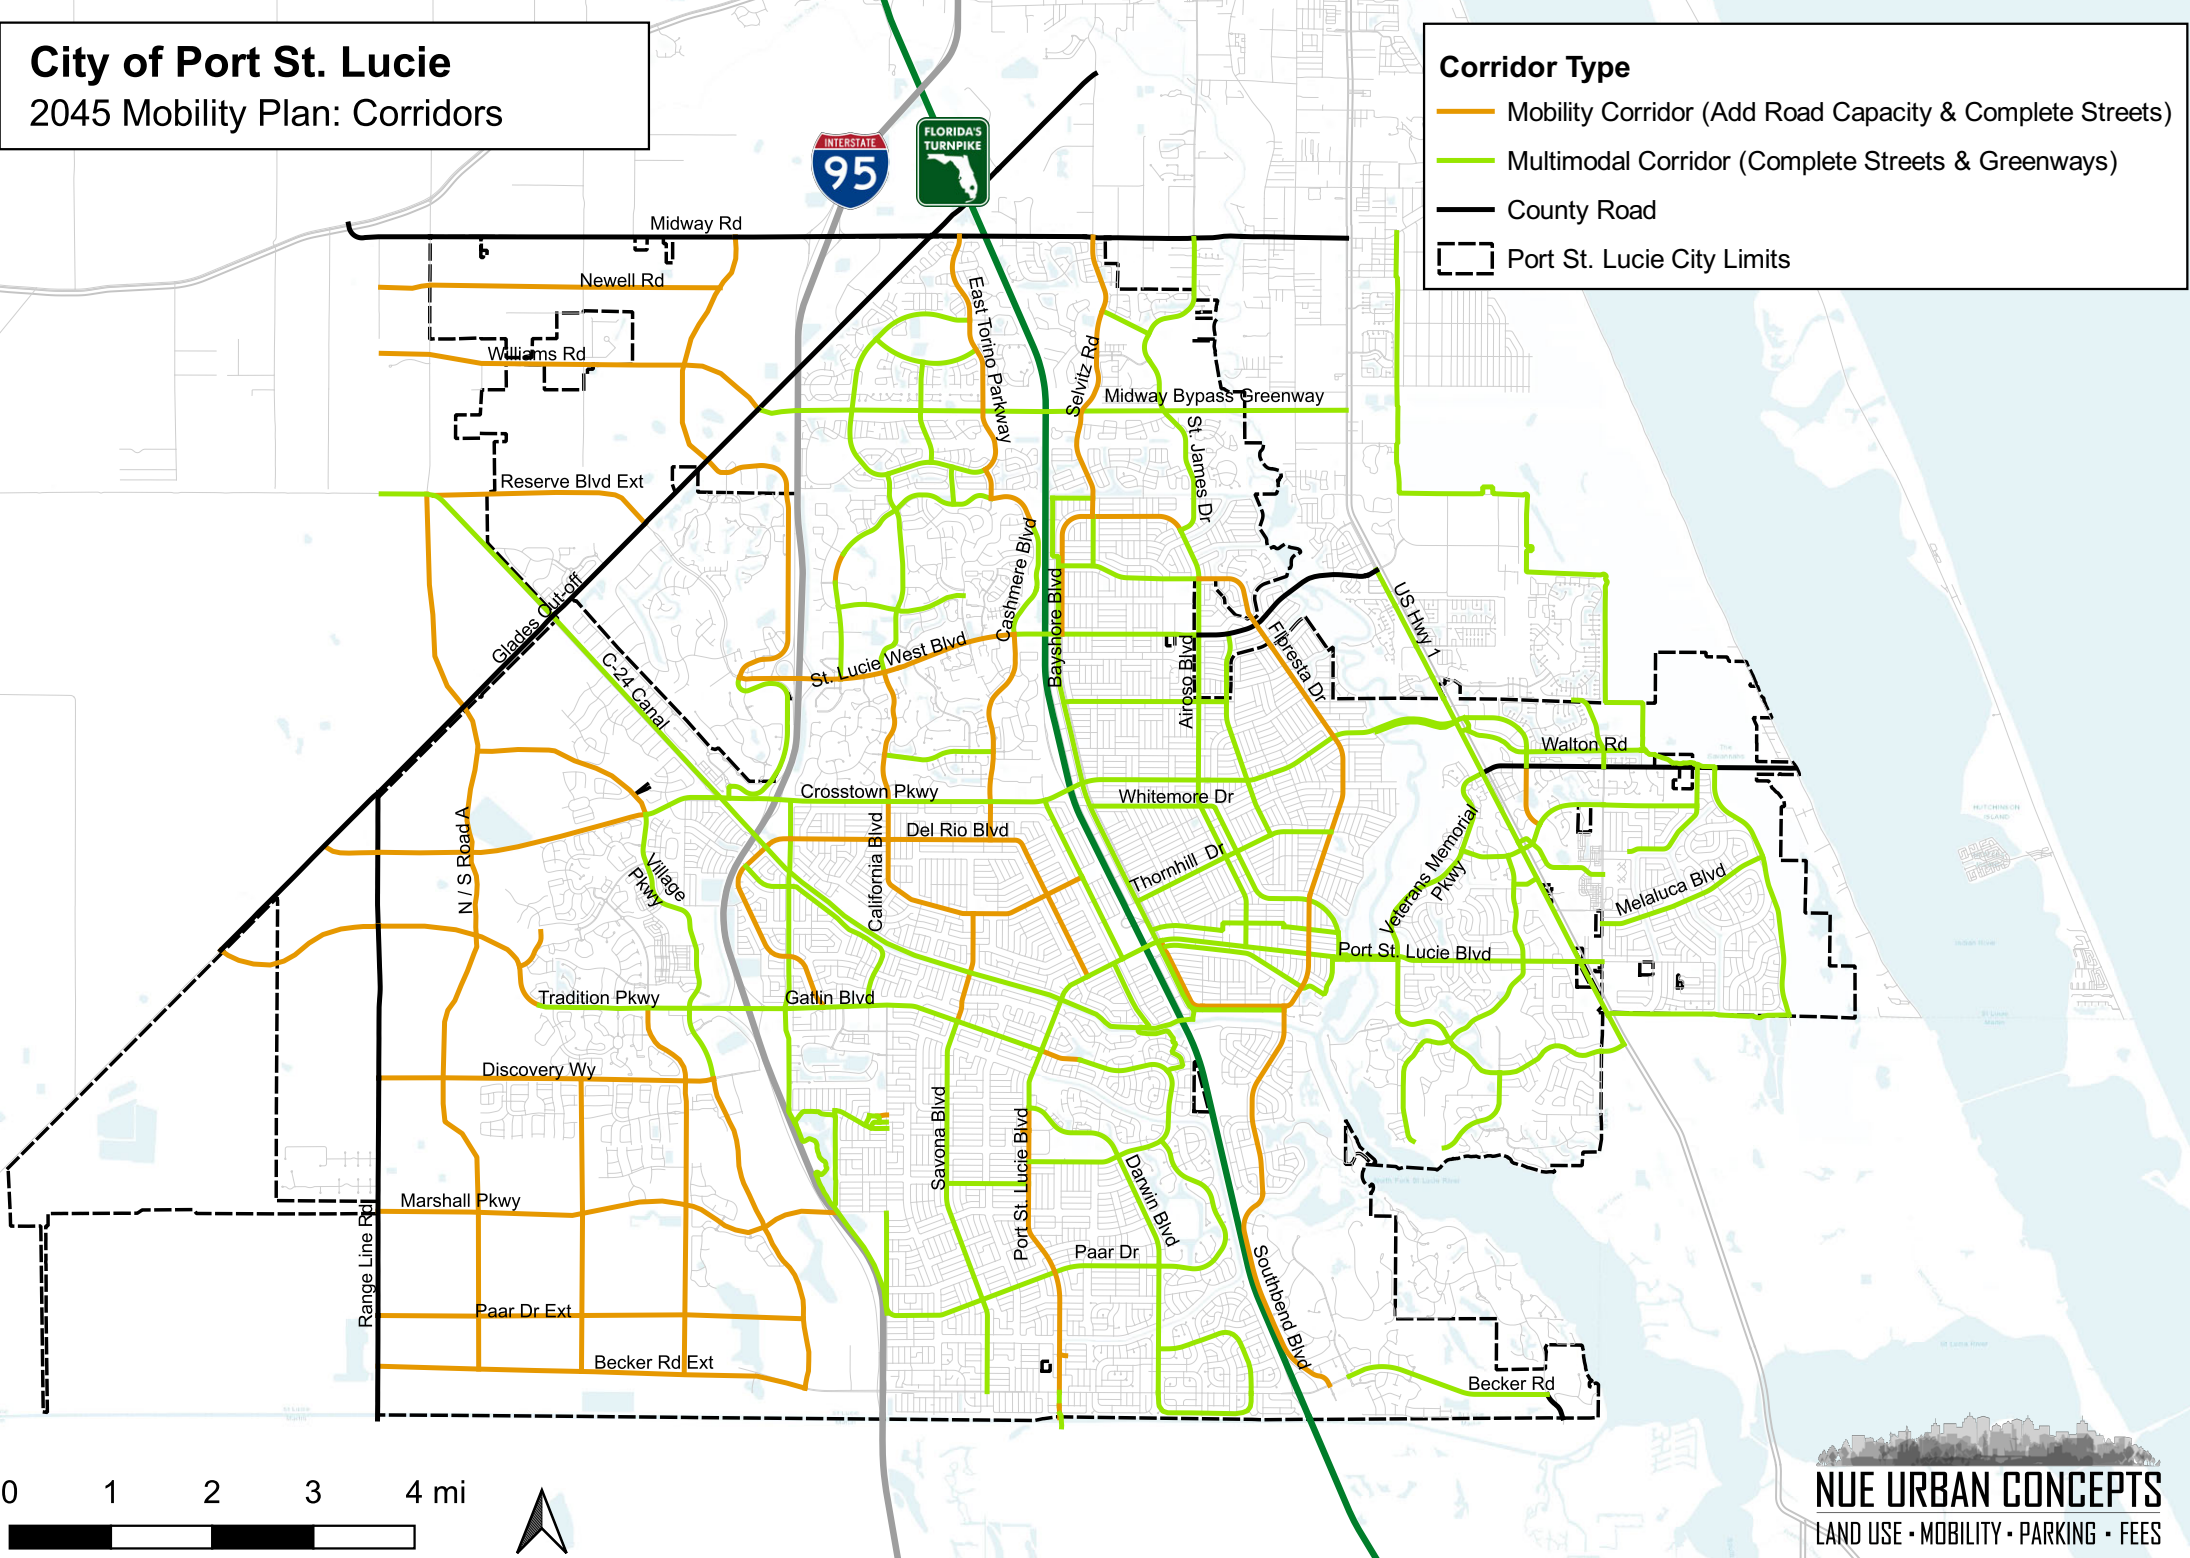 City of Port St. Lucie
2045 Mobility Plan: Corridors
Corridor Type
Mobility Corridor (Add Road Capacity & Complete Streets)
Multimodal Corridor (Complete Streets & Greenways)
County Road
Port St. Lucie City Limits
INTERSTATE
95
FLORIDA'S
TURNPIKE
Midway Rd
Newell Rd
Williams Rd
East Torino Parkway
Selvitz Rd
Midway Bypass Greenway
St. James Dr
Reserve Blvd Ext
Cashmere Blvd
Bayshore Blvd
Glades Cut-off
C-24 Canal
St. Lucie West Blvd
Airoso Blvd
Floresta Dr
US Hwy 1
Walton Rd
Crosstown Pkwy
Whitemore Dr
Del Rio Blvd
N / S Road A
Village
Pkwy
California Blvd
Thornhill Dr
Veterans Memorial
Pkwy
Melaluca Blvd
HUTCHINSON
ISLAND
Port St. Lucie Blvd
Tradition Pkwy
Gatlin Blvd
Discovery Wy
Savona Blvd
Port St. Lucie Blvd
Darwin Blvd
Marshall Pkwy
Range Line Rd
Paar Dr
Southbend Blvd
Paar Dr Ext
Becker Rd Ext
Becker Rd
0 1 2 3 4 mi
NUE URBAN CONCEPTS
LAND USE • MOBILITY • PARKING • FEES